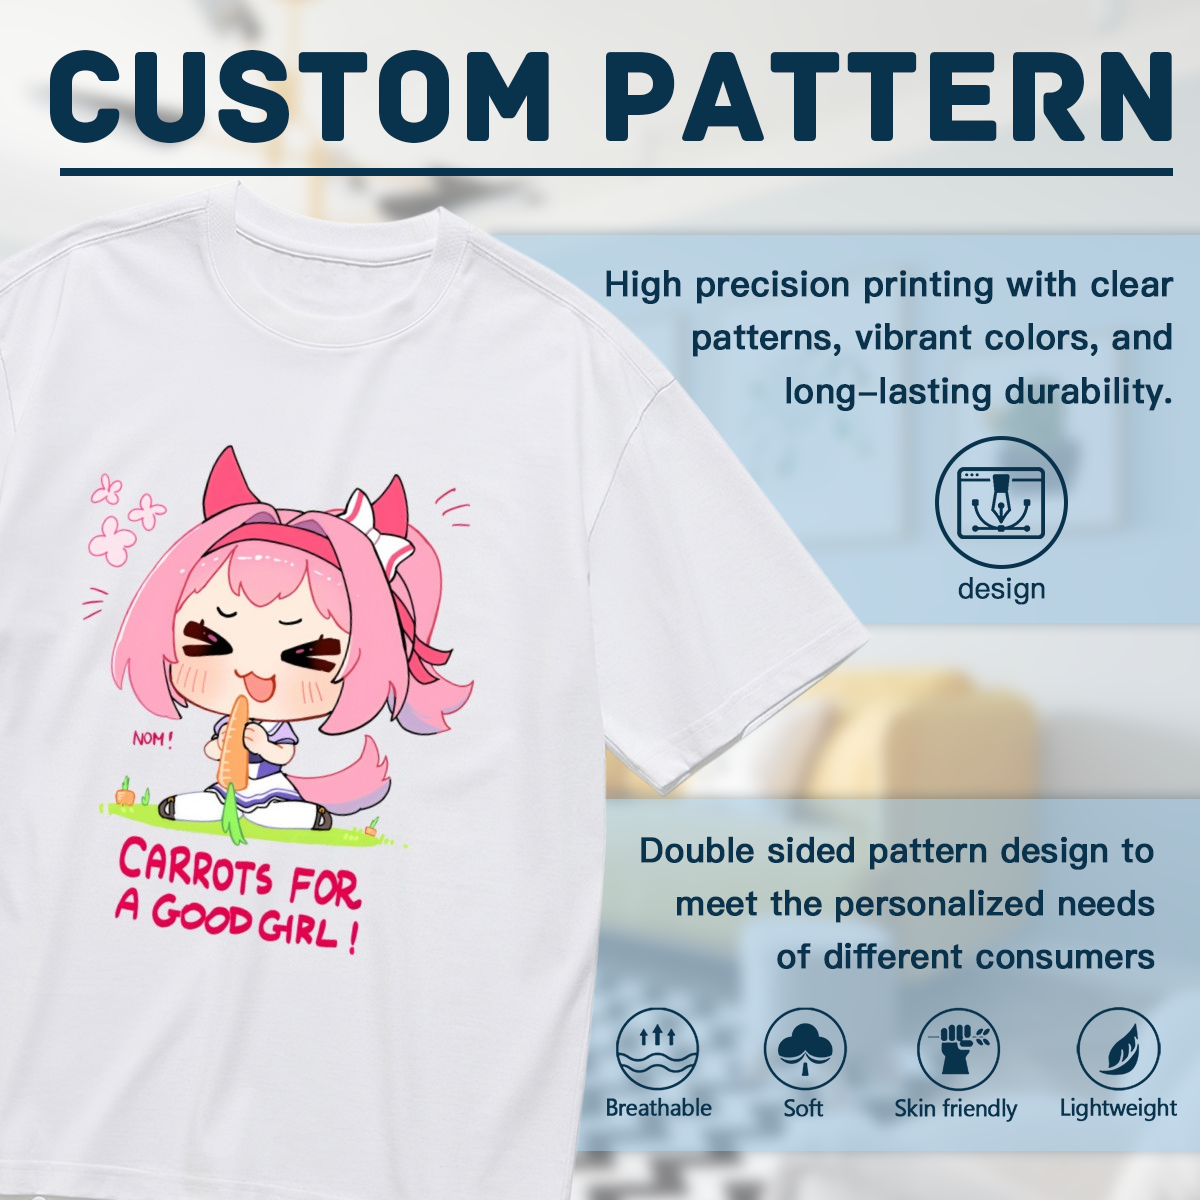 CUSTOM PATTERN
High precision printing with clear
patterns, vibrant colors, and
long–lasting durability.
design
NOM!
CARROTS FOR
A GOOD GIRL!
Double sided pattern design to
meet the personalized needs
of different consumers
Breathable
Soft
Skin friendly
Lightweight